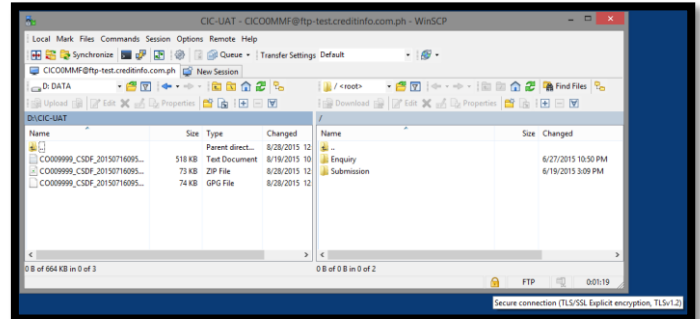 CIC-UAT - CICO0MMF@ftp-test.creditinfo.com.ph - WinSCP
Local Mark Files Commands Session Options Remote Help
Synchronize Queue Transfer Settings Default
CICO0MMF@ftp-test.creditinfo.com.ph New Session
D: DATA / <root> Find Files
Upload Edit Properties Download Edit Properties
D:\CIC-UAT /
Name Size Type Changed Name Size Changed
.. Parent direct... 8/28/2015 12 ..
CO009999_CSDF_20150716095... 518 KB Text Document 8/19/2015 10 Enquiry 6/27/2015 10:50 PM
CO009999_CSDF_20150716095... 73 KB ZIP File 8/28/2015 12 Submission 6/19/2015 3:09 PM
CO009999_CSDF_20150716095... 74 KB GPG File 8/28/2015 12
0 B of 664 KB in 0 of 3 0 B of 0 B in 0 of 2
FTP 0:01:19
Secure connection (TLS/SSL Explicit encryption, TLSv1.2)